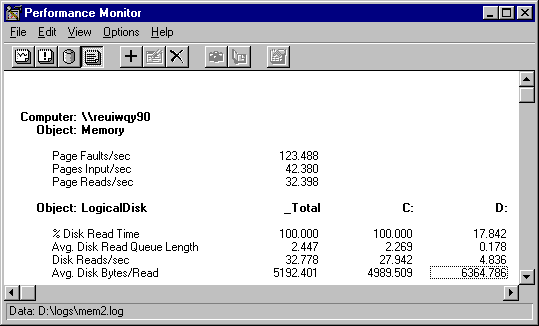 Performance Monitor
File Edit View Options Help
Computer: \\reuiwqy90
Object: Memory
Page Faults/sec 123.488
Pages Input/sec 42.380
Page Reads/sec 32.398
Object: LogicalDisk _Total C: D:
% Disk Read Time 100.000 100.000 17.842
Avg. Disk Read Queue Length 2.447 2.269 0.178
Disk Reads/sec 32.778 27.942 4.836
Avg. Disk Bytes/Read 5192.401 4989.509 6364.786
Data: D:\logs\mem2.log